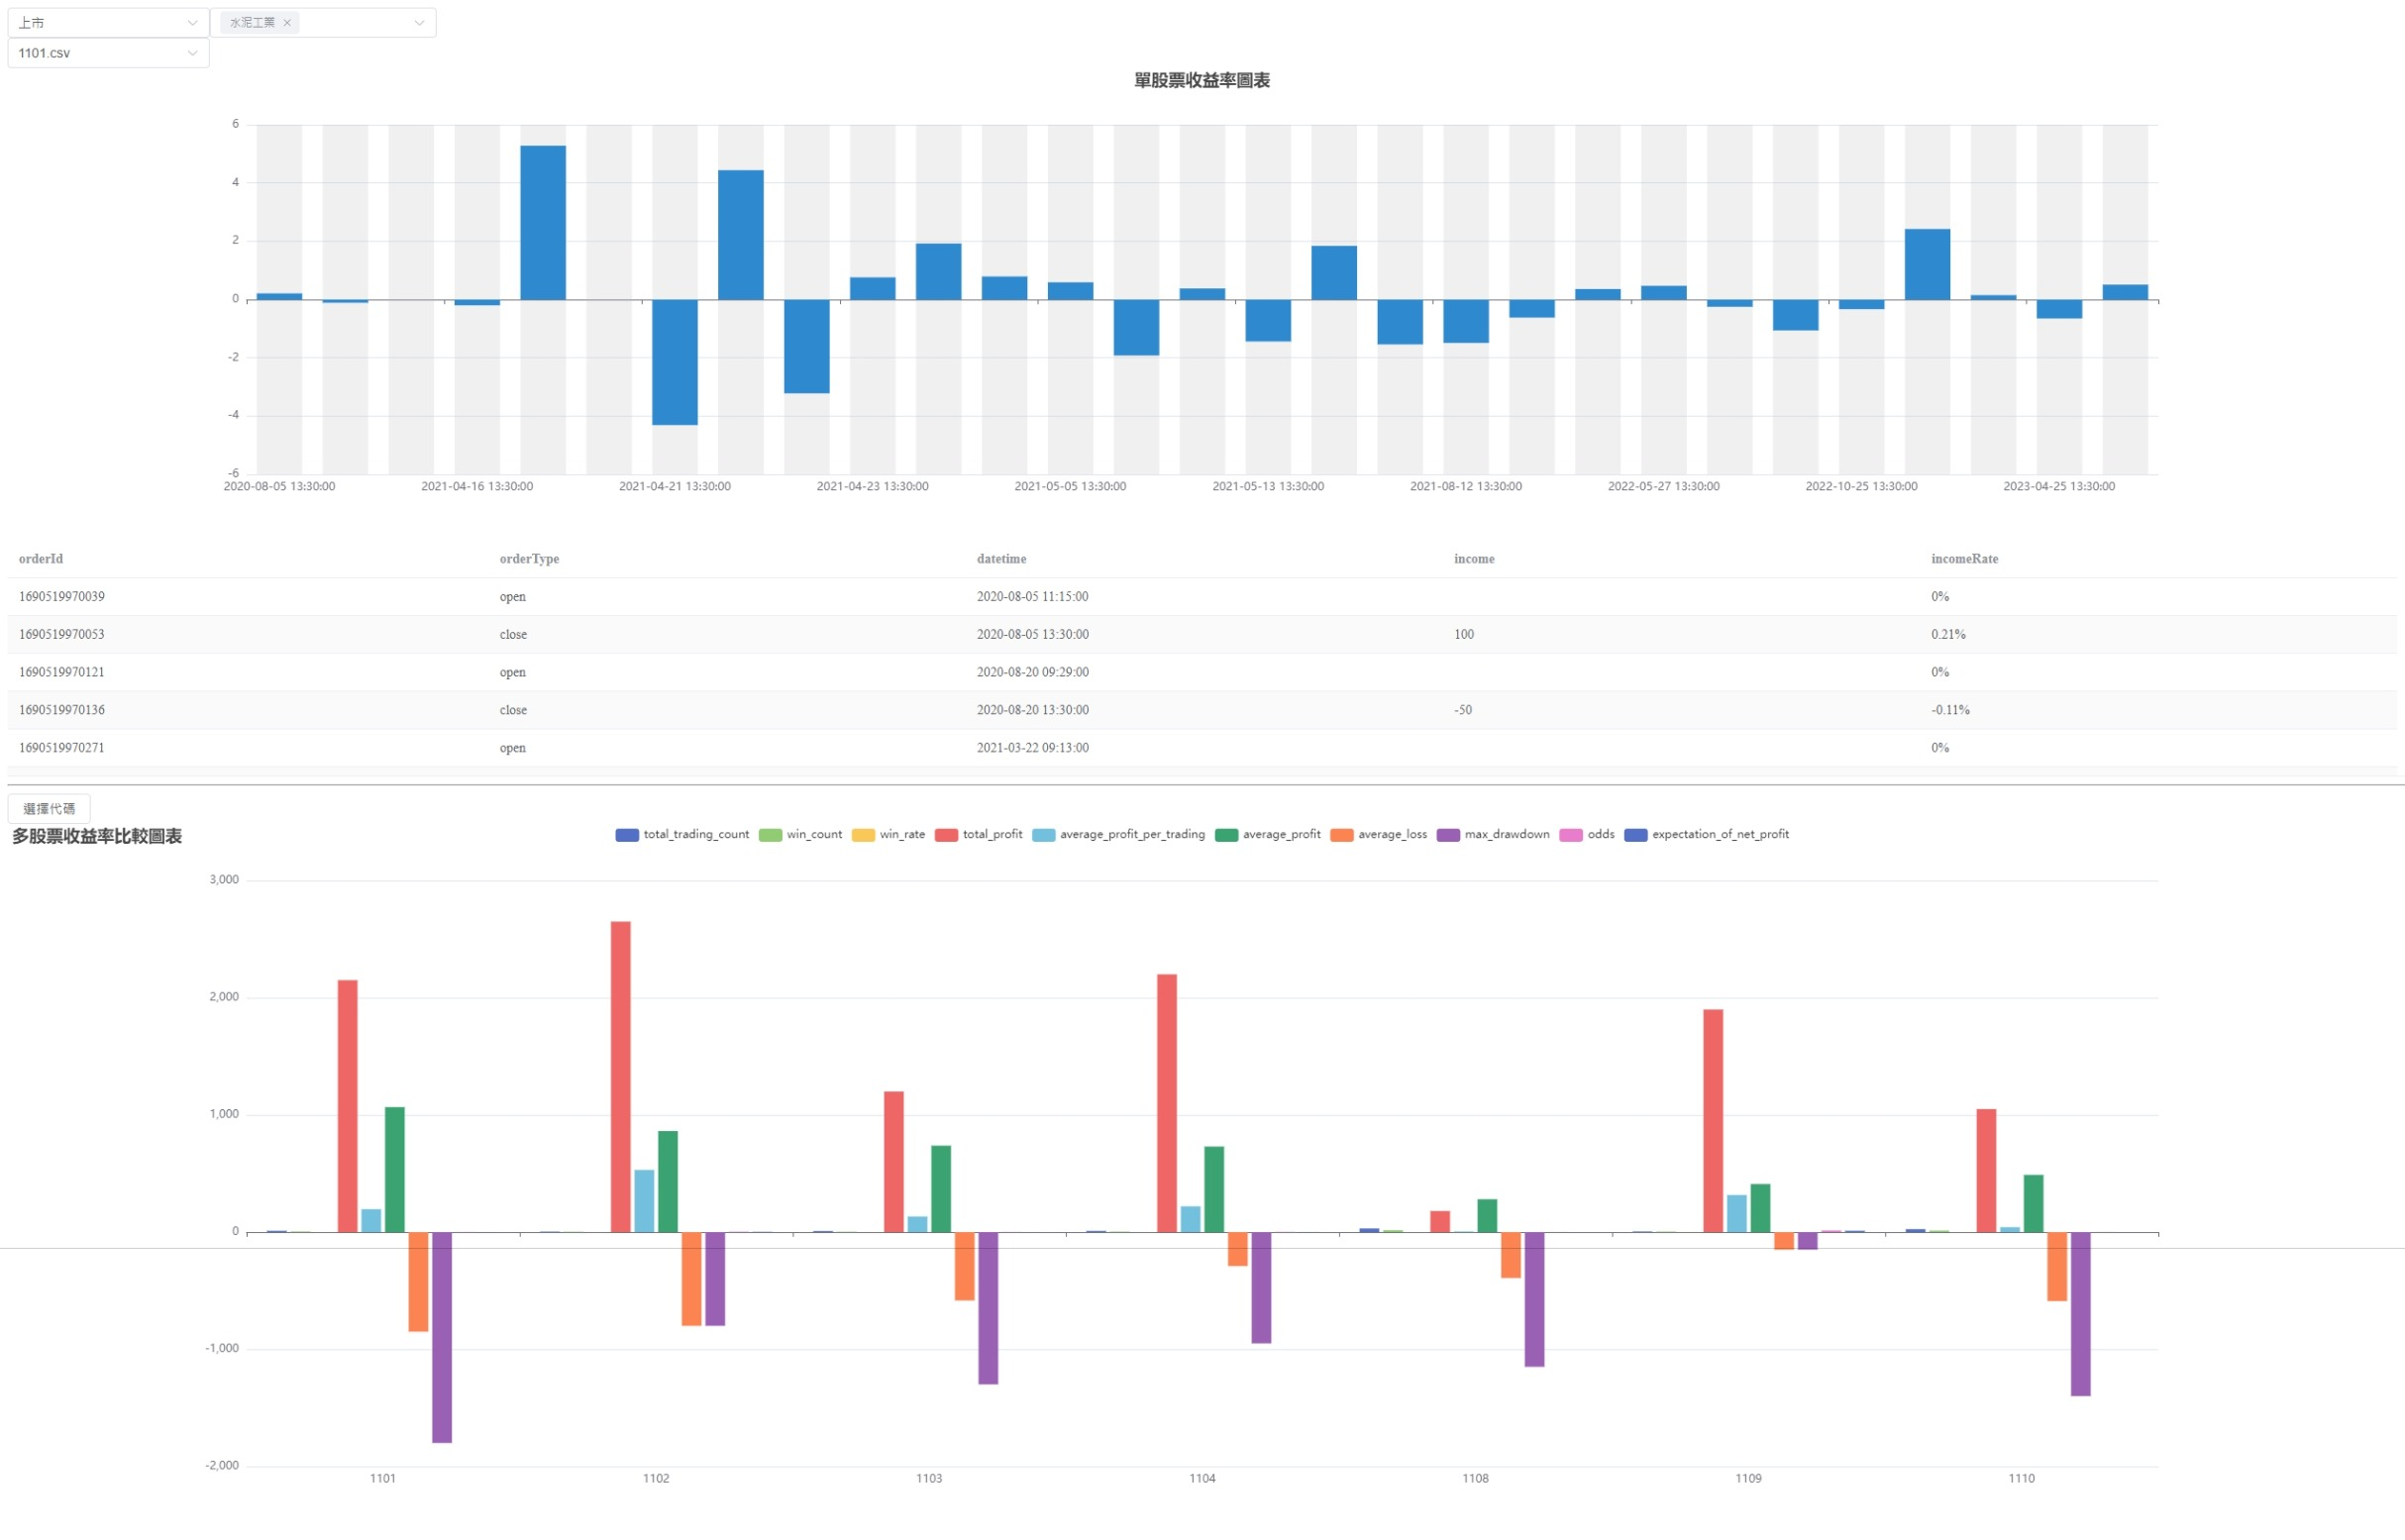 上市 水泥工業 ×
1101.csv
單股票收益率圖表
6
4
2
0
-2
-4
-6
2020-08-05 13:30:00 2021-04-16 13:30:00 2021-04-21 13:30:00 2021-04-23 13:30:00 2021-05-05 13:30:00 2021-05-13 13:30:00 2021-08-12 13:30:00 2022-05-27 13:30:00 2022-10-25 13:30:00 2023-04-25 13:30:00
orderId orderType datetime income incomeRate
1690519970039 open 2020-08-05 11:15:00 0%
1690519970053 close 2020-08-05 13:30:00 100 0.21%
1690519970121 open 2020-08-20 09:29:00 0%
1690519970136 close 2020-08-20 13:30:00 -50 -0.11%
1690519970271 open 2021-03-22 09:13:00 0%
選擇代碼
多股票收益率比較圖表 total_trading_count win_count win_rate total_profit average_profit_per_trading average_profit average_loss max_drawdown odds expectation_of_net_profit
3,000
2,000
1,000
0
-1,000
-2,000
1101 1102 1103 1104 1108 1109 1110